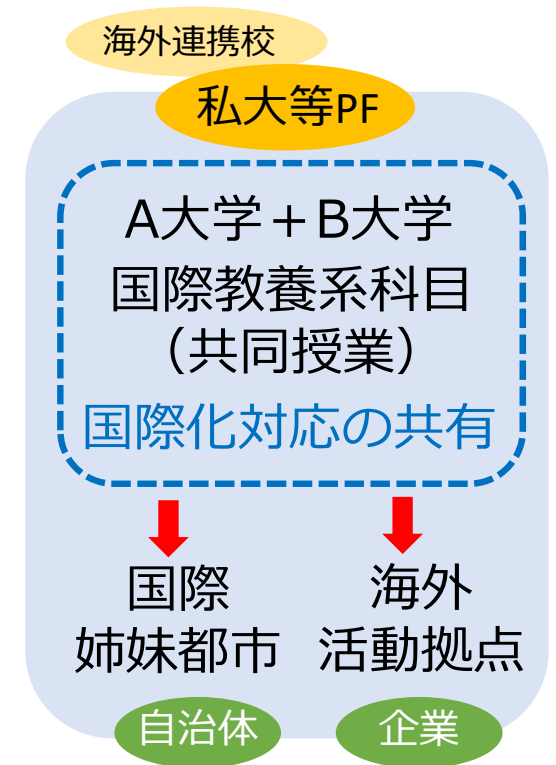 海外連携校
私大等PF
A大学＋B大学
国際教養系科目
（共同授業）
国際化対応の共有
国際
姉妹都市
海外
活動拠点
自治体
企業